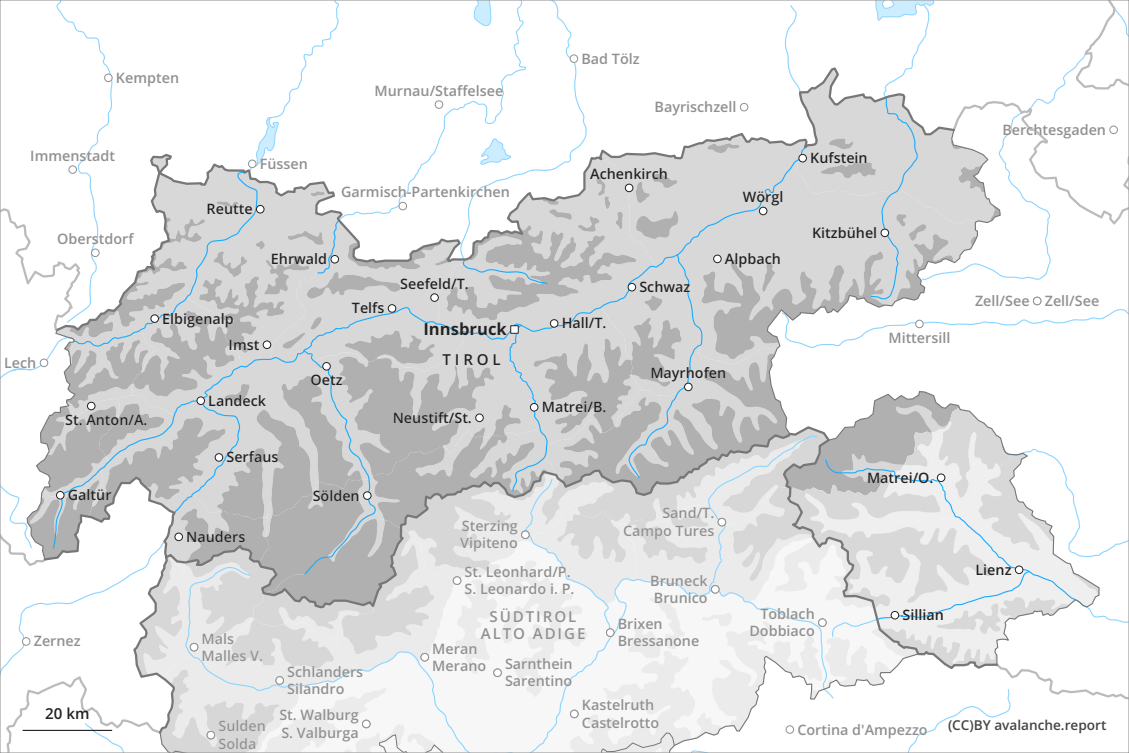 Kempten
Bad Tölz
Murnau/Staffelsee
Bayrischzell
Berchtesgaden
Immenstadt
Füssen
Kufstein
Achenkirch
Garmisch-Partenkirchen
Wörgl
Reutte
Oberstdorf
Kitzbühel
Ehrwald
Alpbach
Seefeld/T.
Schwaz
Zell/See
Zell/See
Telfs
Elbigenalp
Innsbruck
Hall/T.
Mittersill
Imst
TIROL
Lech
Oetz
Mayrhofen
Landeck
St. Anton/A.
Neustift/St.
Matrei/B.
Serfaus
Matrei/O.
Galtür
Sölden
Sand/T.
Campo Tures
Sterzing
Vipiteno
Nauders
St. Leonhard/P.
S. Leonardo i. P.
Bruneck
Brunico
Lienz
SÜDTIROL
ALTO ADIGE
Toblach
Dobbiaco
Sillian
Brixen
Bressanone
Zernez
Mals
Malles V.
Meran
Merano
Sarnthein
Sarentino
Schlanders
Silandro
Kastelruth
Castelrotto
St. Walburg
S. Valburga
Sulden
Solda
20 km
Cortina d'Ampezzo
(CC)BY avalanche.report